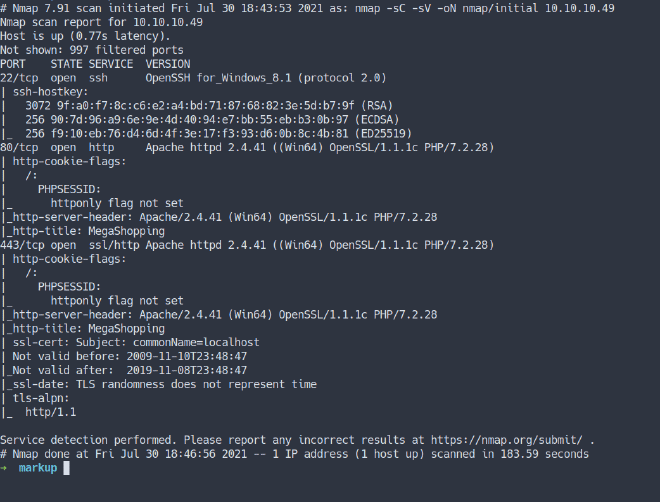 # Nmap 7.91 scan initiated Fri Jul 30 18:43:53 2021 as: nmap -sC -sV -oN nmap/initial 10.10.10.49
Nmap scan report for 10.10.10.49
Host is up (0.77s latency).
Not shown: 997 filtered ports
PORT    STATE SERVICE  VERSION
22/tcp  open  ssh      OpenSSH for_Windows_8.1 (protocol 2.0)
| ssh-hostkey:
|   3072 9f:a0:f7:8c:c6:e2:a4:bd:71:87:68:82:3e:5d:b7:9f (RSA)
|   256 90:7d:96:a9:6e:9e:4d:40:94:e7:bb:55:eb:b3:0b:97 (ECDSA)
|_  256 f9:10:eb:76:d4:6d:4f:3e:17:f3:93:d6:0b:8c:4b:81 (ED25519)
80/tcp  open  http     Apache httpd 2.4.41 ((Win64) OpenSSL/1.1.1c PHP/7.2.28)
| http-cookie-flags:
|   /:
|     PHPSESSID:
|_      httponly flag not set
|_http-server-header: Apache/2.4.41 (Win64) OpenSSL/1.1.1c PHP/7.2.28
|_http-title: MegaShopping
443/tcp open  ssl/http Apache httpd 2.4.41 ((Win64) OpenSSL/1.1.1c PHP/7.2.28)
| http-cookie-flags:
|   /:
|     PHPSESSID:
|_      httponly flag not set
|_http-server-header: Apache/2.4.41 (Win64) OpenSSL/1.1.1c PHP/7.2.28
|_http-title: MegaShopping
| ssl-cert: Subject: commonName=localhost
| Not valid before: 2009-11-10T23:48:47
|_Not valid after:  2019-11-08T23:48:47
|_ssl-date: TLS randomness does not represent time
| tls-alpn:
|_  http/1.1

Service detection performed. Please report any incorrect results at https://nmap.org/submit/ .
# Nmap done at Fri Jul 30 18:46:56 2021 -- 1 IP address (1 host up) scanned in 183.59 seconds
→  markup